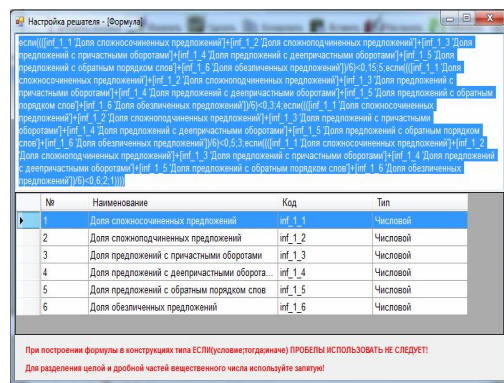 Настройка решателя - [Формула]
если((([inf_1_1 'Доля сложносочиненных предложений']+[inf_1_2 'Доля сложноподчиненных предложений']+[inf_1_3 'Доля
предложений с причастными оборотами']+[inf_1_4 'Доля предложений с деепричастными оборотами']+[inf_1_5 'Доля
предложений с обратным порядком слов']+[inf_1_6 'Доля обезличенных предложений'])/6)<0,15;5;если((([inf_1_1 'Доля
сложносочиненных предложений']+[inf_1_2 'Доля сложноподчиненных предложений']+[inf_1_3 'Доля предложений с
причастными оборотами']+[inf_1_4 'Доля предложений с деепричастными оборотами']+[inf_1_5 'Доля предложений с обратным
порядком слов']+[inf_1_6 'Доля обезличенных предложений'])/6)<0,3;4;если((([inf_1_1 'Доля сложносочиненных
предложений']+[inf_1_2 'Доля сложноподчиненных предложений']+[inf_1_3 'Доля предложений с причастными
оборотами']+[inf_1_4 'Доля предложений с деепричастными оборотами']+[inf_1_5 'Доля предложений с обратным порядком
слов']+[inf_1_6 'Доля обезличенных предложений'])/6)<0,5;3;если((([inf_1_1 'Доля сложносочиненных предложений']+[inf_1_2
'Доля сложноподчиненных предложений']+[inf_1_3 'Доля предложений с причастными оборотами']+[inf_1_4 'Доля предложений
с деепричастными оборотами']+[inf_1_5 'Доля предложений с обратным порядком слов']+[inf_1_6 'Доля обезличенных
предложений'])/6)<0,6;2;1))))
№ Наименование Код Тип
1 Доля сложносочиненных предложений inf_1_1 Числовой
2 Доля сложноподчиненных предложений inf_1_2 Числовой
3 Доля предложений с причастными оборотами inf_1_3 Числовой
4 Доля предложений с деепричастными оборота... inf_1_4 Числовой
5 Доля предложений с обратным порядком слов inf_1_5 Числовой
6 Доля обезличенных предложений inf_1_6 Числовой
При построении формулы в конструкциях типа ЕСЛИ(условие;тогда;иначе) ПРОБЕЛЫ ИСПОЛЬЗОВАТЬ НЕ СЛЕДУЕТ!
Для разделения целой и дробной частей вещественного числа используйте запятую!